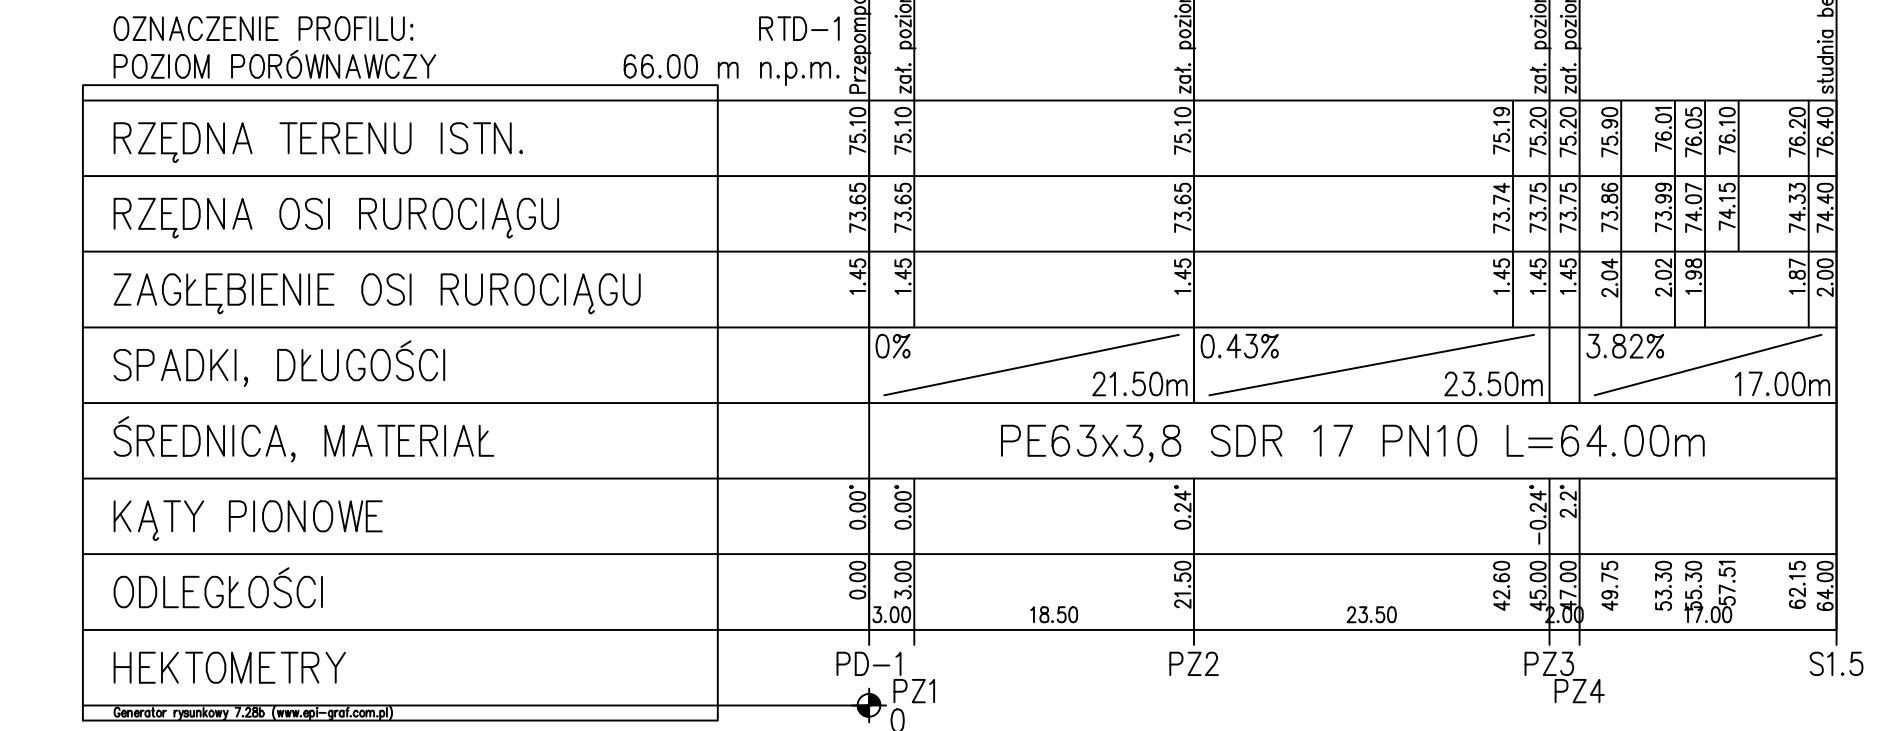 OZNACZENIE PROFILU: RTD-1
POZIOM PORÓWNAWCZY 66.00 m n.p.m.
zał. pozior
zał. pozior
zał. pozior
zał. pozior
studnia be
RZĘDNA TERENU ISTN. 75.10 75.10 75.10 75.19 75.20 75.20 75.90 76.01 76.05 76.10 76.20 76.40
RZĘDNA OSI RUROCIĄGU 73.65 73.65 73.65 73.74 73.75 73.75 73.86 73.99 74.07 74.15 74.33 74.40
ZAGŁĘBIENIE OSI RUROCIĄGU 1.45 1.45 1.45 1.45 1.45 1.45 2.04 2.02 1.98 1.87 2.00
SPADKI, DŁUGOŚCI 0% 21.50m 0.43% 23.50m 3.82% 17.00m
ŚREDNICA, MATERIAŁ PE63x3,8 SDR 17 PN10 L=64.00m
KĄTY PIONOWE 0.00° 0.00° 0.24° -0.24° 2.2°
ODLEGŁOŚCI 0.00 3.00 21.50 42.60 45.00 47.00 49.75 53.30 55.30 57.51 62.15 64.00
3.00 18.50 23.50 2.00 17.00
HEKTOMETRY PD-1 PZ2 PZ3 S1.5
PZ1 PZ4
Generator rysunkowy 7.28b (www.epi-graf.com.pl)
0